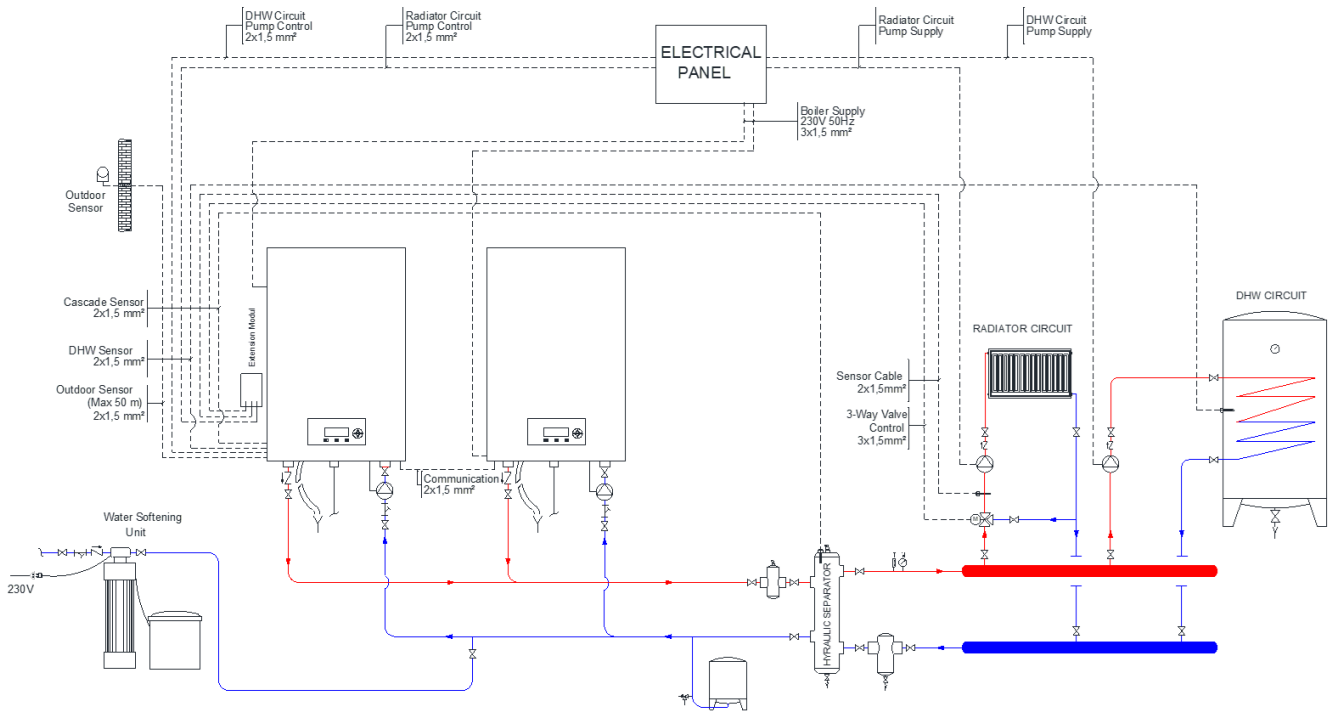 DHW Circuit
Pump Control
2x1,5 mm²
Radiator Circuit
Pump Control
2x1,5 mm²
ELECTRICAL
PANEL
Radiator Circuit
Pump Supply
DHW Circuit
Pump Supply
Boiler Supply
230V 50Hz
3x1,5 mm²
Outdoor
Sensor
Cascade Sensor
2x1,5 mm²
DHW Sensor
2x1,5 mm²
Outdoor Sensor
(Max 50 m)
2x1,5 mm²
Extension Modul
RADIATOR CIRCUIT
DHW CIRCUIT
Sensor Cable
2x1,5mm²
3-Way Valve
Control
3x1,5mm²
Communication
2x1,5 mm²
M
Water Softening
Unit
230V
HYRAULIC SEPARATOR